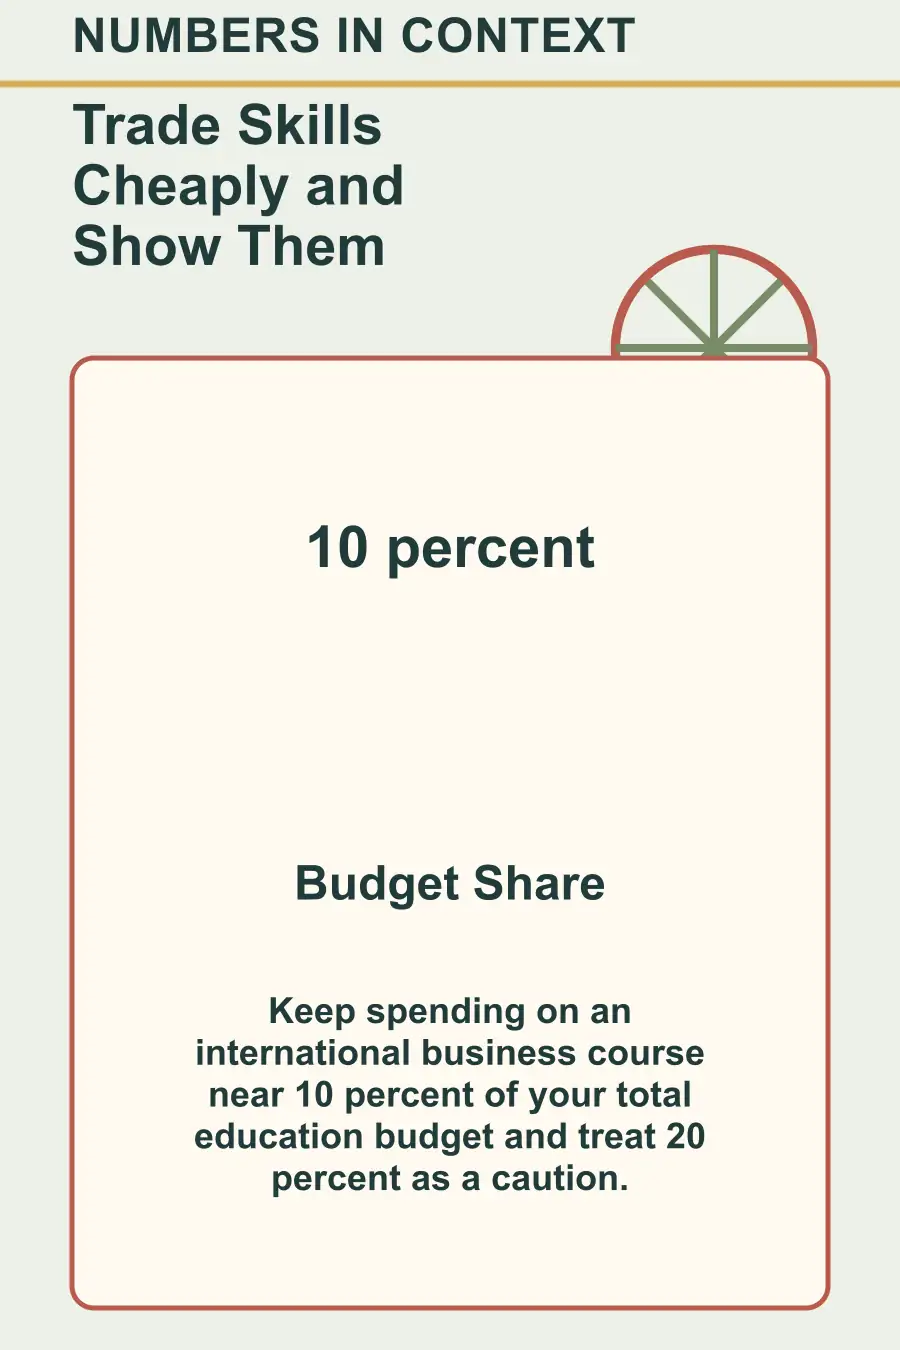 NUMBERS IN CONTEXT
Trade Skills
Cheaply and
Show Them
10 percent
Budget Share
Keep spending on an
international business course
near 10 percent of your total
education budget and treat 20
percent as a caution.